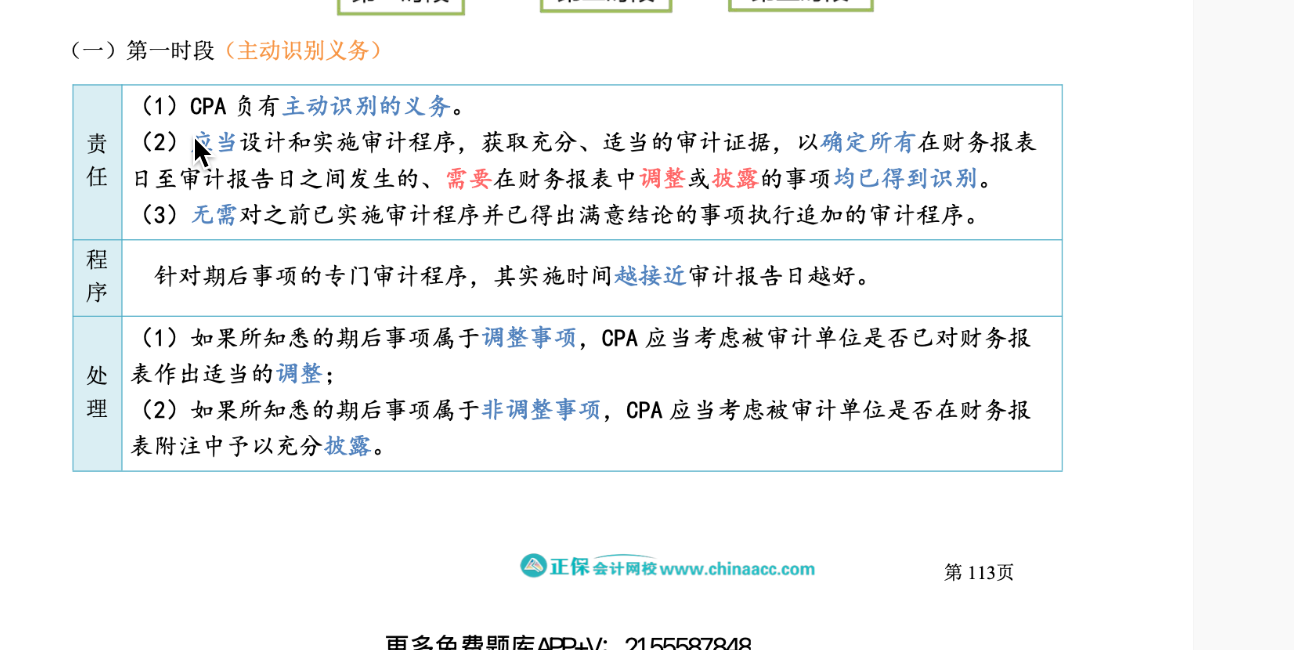 （一）第一时段（主动识别义务）
责任
（1）CPA 负有主动识别的义务。
（2）应当设计和实施审计程序，获取充分、适当的审计证据，以确定所有在财务报表
日至审计报告日之间发生的、需要在财务报表中调整或披露的事项均已得到识别。
（3）无需对之前已实施审计程序并已得出满意结论的事项执行追加的审计程序。
程序
针对期后事项的专门审计程序，其实施时间越接近审计报告日越好。
处理
（1）如果所知悉的期后事项属于调整事项，CPA 应当考虑被审计单位是否已对财务报
表作出适当的调整；
（2）如果所知悉的期后事项属于非调整事项，CPA 应当考虑被审计单位是否在财务报
表附注中予以充分披露。
正保会计网校 www.chinaacc.com
第 113页
更多免费题库APP+V：2155587848